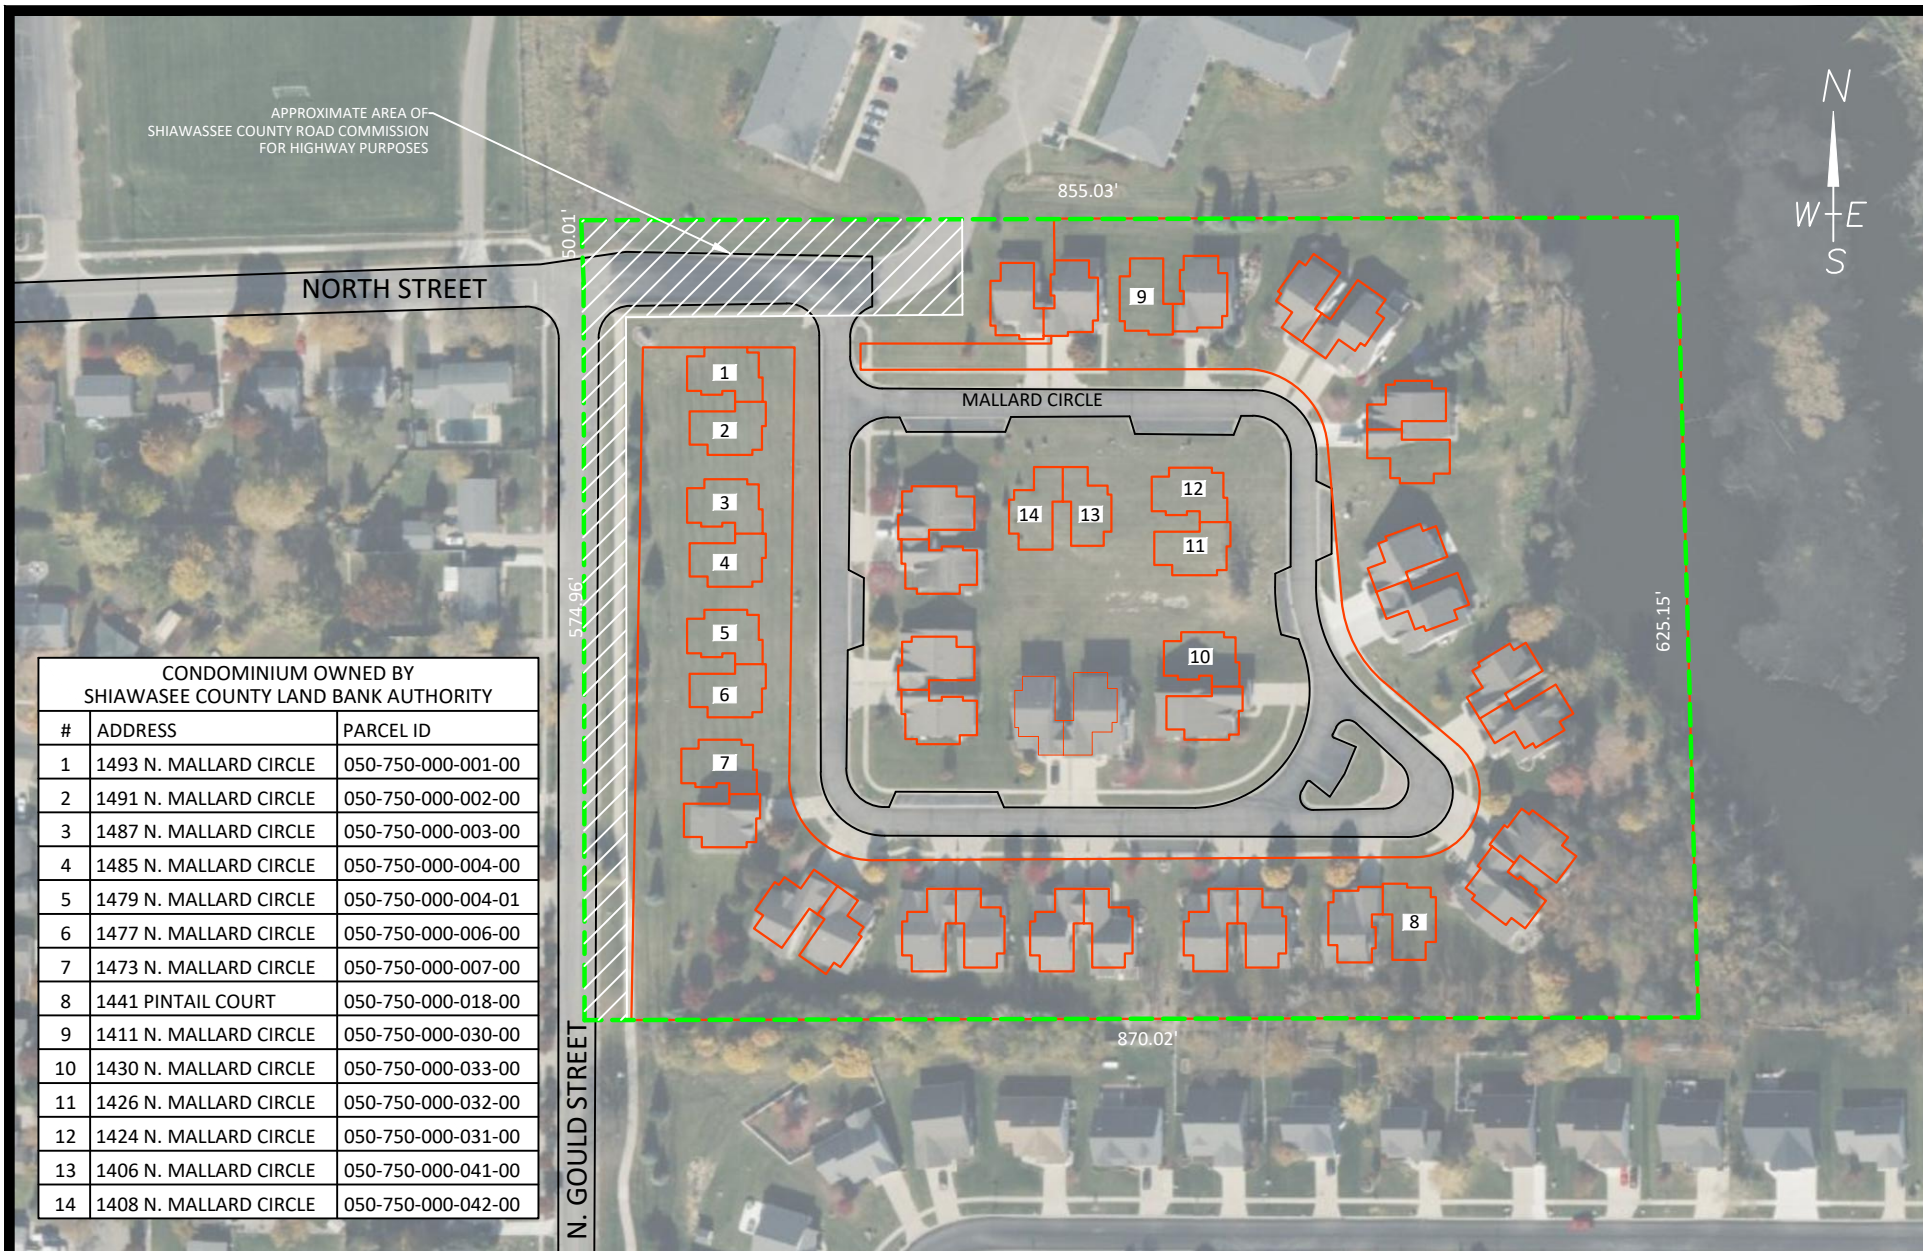 APPROXIMATE AREA OF
SHIAWASSEE COUNTY ROAD COMMISSION
FOR HIGHWAY PURPOSES
N
W E
S
855.03'
50.01'
NORTH STREET
9
MALLARD CIRCLE
1
2
3
4
5
6
7
14
13
12
11
10
8
574.96'
625.15'
870.02'
N. GOULD STREET
CONDOMINIUM OWNED BY
SHIAWASEE COUNTY LAND BANK AUTHORITY
# ADDRESS PARCEL ID
1 1493 N. MALLARD CIRCLE 050-750-000-001-00
2 1491 N. MALLARD CIRCLE 050-750-000-002-00
3 1487 N. MALLARD CIRCLE 050-750-000-003-00
4 1485 N. MALLARD CIRCLE 050-750-000-004-00
5 1479 N. MALLARD CIRCLE 050-750-000-004-01
6 1477 N. MALLARD CIRCLE 050-750-000-006-00
7 1473 N. MALLARD CIRCLE 050-750-000-007-00
8 1441 PINTAIL COURT 050-750-000-018-00
9 1411 N. MALLARD CIRCLE 050-750-000-030-00
10 1430 N. MALLARD CIRCLE 050-750-000-033-00
11 1426 N. MALLARD CIRCLE 050-750-000-032-00
12 1424 N. MALLARD CIRCLE 050-750-000-031-00
13 1406 N. MALLARD CIRCLE 050-750-000-041-00
14 1408 N. MALLARD CIRCLE 050-750-000-042-00